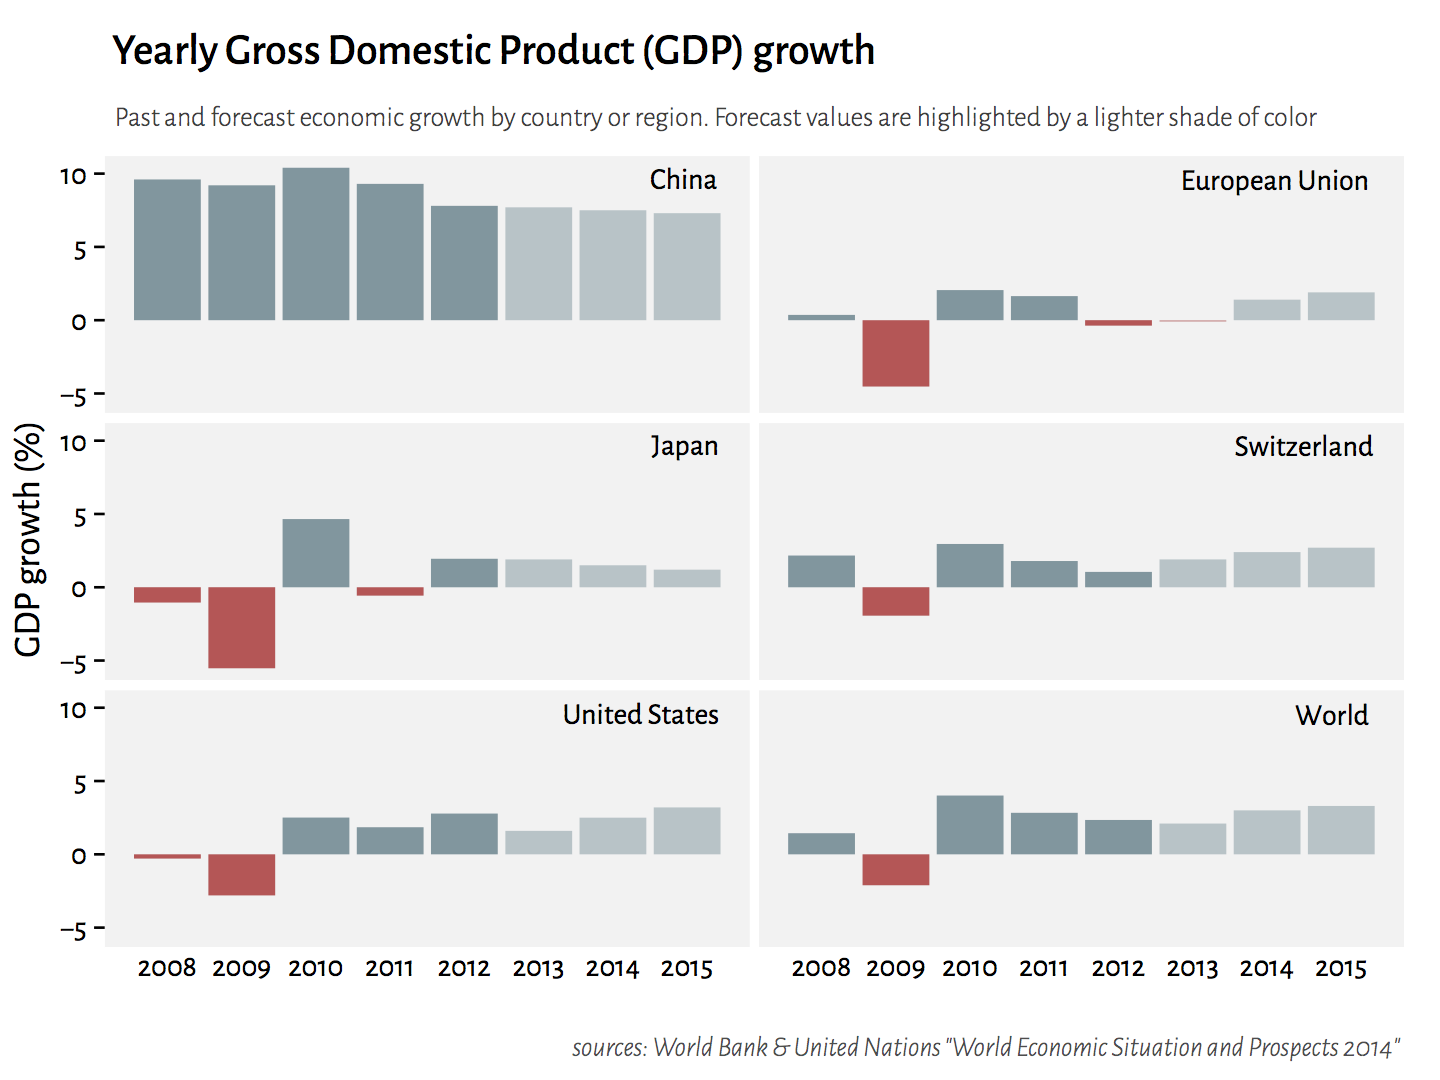 Yearly Gross Domestic Product (GDP) growth
Past and forecast economic growth by country or region. Forecast values are highlighted by a lighter shade of color
GDP growth (%)
China
10
5
0
−5
European Union
Japan
10
5
0
−5
Switzerland
United States
10
5
0
−5
World
2008 2009 2010 2011 2012 2013 2014 2015
2008 2009 2010 2011 2012 2013 2014 2015
sources: World Bank & United Nations "World Economic Situation and Prospects 2014"